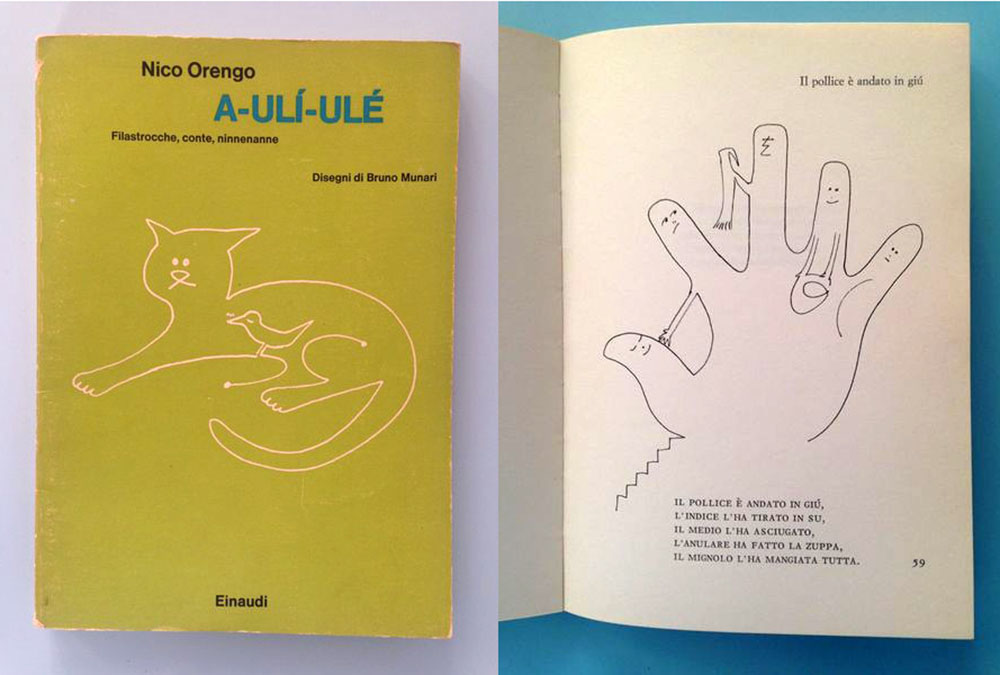 Nico Orengo
A-ULÍ-ULÉ
Filastrocche, conte, ninnenanne
Disegni di Bruno Munari
Einaudi
Il pollice è andato in giú
IL POLLICE È ANDATO IN GIÚ,
L'INDICE L'HA TIRATO IN SU,
IL MEDIO L'HA ASCIUGATO,
L'ANULARE HA FATTO LA ZUPPA,
IL MIGNOLO L'HA MANGIATA TUTTA.
59